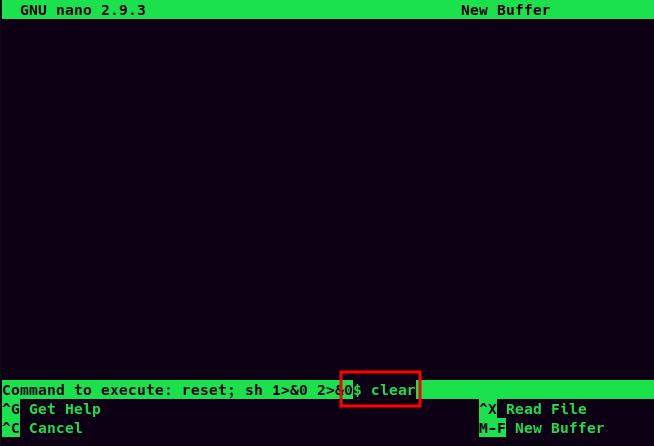 GNU nano 2.9.3 New Buffer
Command to execute: reset; sh 1>&0 2>&0$ clear
^G Get Help ^X Read File
^C Cancel M-F New Buffer